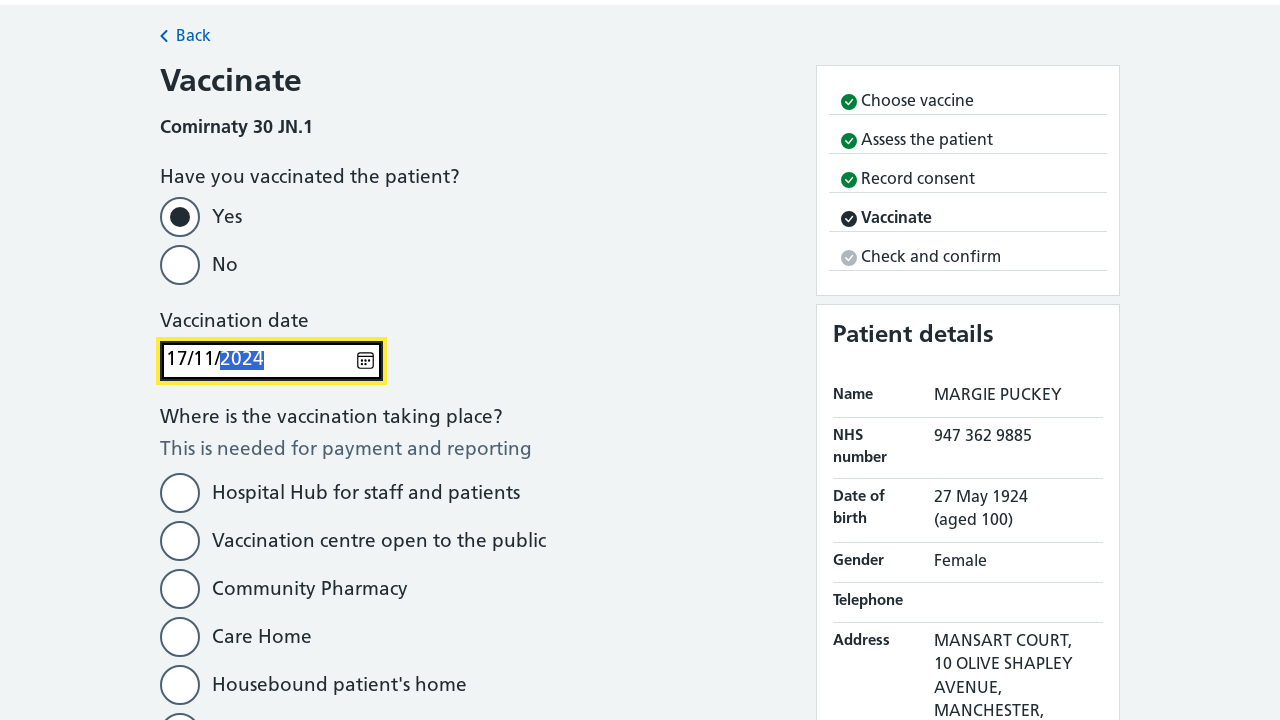 Back
Vaccinate
Comirnaty 30 JN.1
Have you vaccinated the patient?
Yes
No
Vaccination date
17/11/2024
Where is the vaccination taking place?
This is needed for payment and reporting
Hospital Hub for staff and patients
Vaccination centre open to the public
Community Pharmacy
Care Home
Housebound patient's home
Choose vaccine
Assess the patient
Record consent
Vaccinate
Check and confirm
Patient details
Name MARGIE PUCKEY
NHS number 947 362 9885
Date of birth 27 May 1924
(aged 100)
Gender Female
Telephone
Address MANSART COURT,
10 OLIVE SHAPLEY
AVENUE,
MANCHESTER,